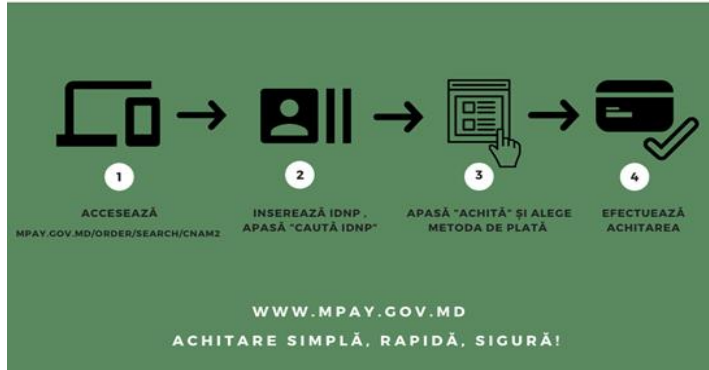 1
ACCESEAZĂ
MPAY.GOV.MD/ORDER/SEARCH/CNAM2
2
INSEREAZĂ IDNP ,
APASĂ "CAUTĂ IDNP"
3
APASĂ "ACHITĂ" ȘI ALEGE
METODA DE PLATĂ
4
EFECTUEAZĂ
ACHITAREA
WWW.MPAY.GOV.MD
ACHITARE SIMPLĂ, RAPIDĂ, SIGURĂ!